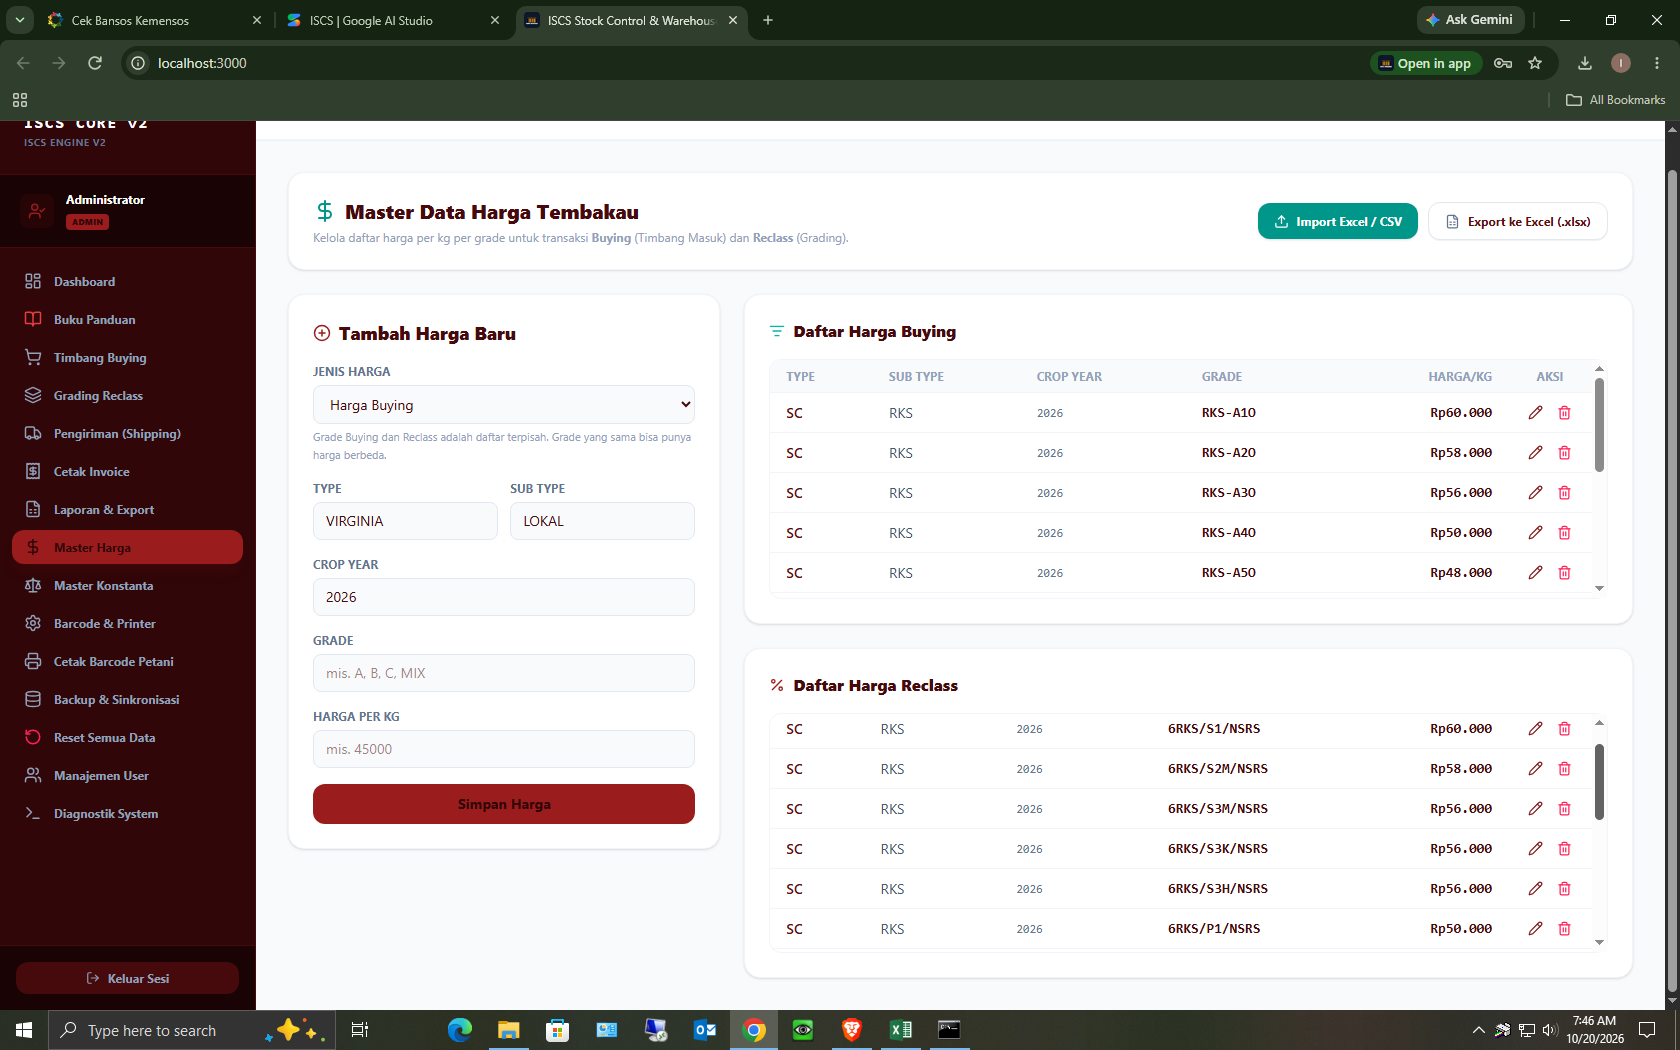 Cek Bansos Kemensos
ISCS | Google AI Studio
ISCS Stock Control & Warehous
Ask Gemini
localhost:3000
Open in app
All Bookmarks
ISCS CORE V2
ISCS ENGINE V2
Administrator
ADMIN
Dashboard
Buku Panduan
Timbang Buying
Grading Reclass
Pengiriman (Shipping)
Cetak Invoice
Laporan & Export
Master Harga
Master Konstanta
Barcode & Printer
Cetak Barcode Petani
Backup & Sinkronisasi
Reset Semua Data
Manajemen User
Diagnostik System
Keluar Sesi
Master Data Harga Tembakau
Kelola daftar harga per kg per grade untuk transaksi Buying (Timbang Masuk) dan Reclass (Grading).
Import Excel / CSV
Export ke Excel (.xlsx)
Tambah Harga Baru
JENIS HARGA
Harga Buying
Grade Buying dan Reclass adalah daftar terpisah. Grade yang sama bisa punya
harga berbeda.
TYPE SUB TYPE
VIRGINIA LOKAL
CROP YEAR
2026
GRADE
mis. A, B, C, MIX
HARGA PER KG
mis. 45000
Simpan Harga
Daftar Harga Buying
TYPE SUB TYPE CROP YEAR GRADE HARGA/KG AKSI
SC RKS 2026 RKS-A1O Rp60.000
SC RKS 2026 RKS-A2O Rp58.000
SC RKS 2026 RKS-A3O Rp56.000
SC RKS 2026 RKS-A4O Rp50.000
SC RKS 2026 RKS-A5O Rp48.000
Daftar Harga Reclass
SC RKS 2026 6RKS/S1/NSRS Rp60.000
SC RKS 2026 6RKS/S2M/NSRS Rp58.000
SC RKS 2026 6RKS/S3M/NSRS Rp56.000
SC RKS 2026 6RKS/S3K/NSRS Rp56.000
SC RKS 2026 6RKS/S3H/NSRS Rp56.000
SC RKS 2026 6RKS/P1/NSRS Rp50.000
Type here to search
7:46 AM
10/20/2026